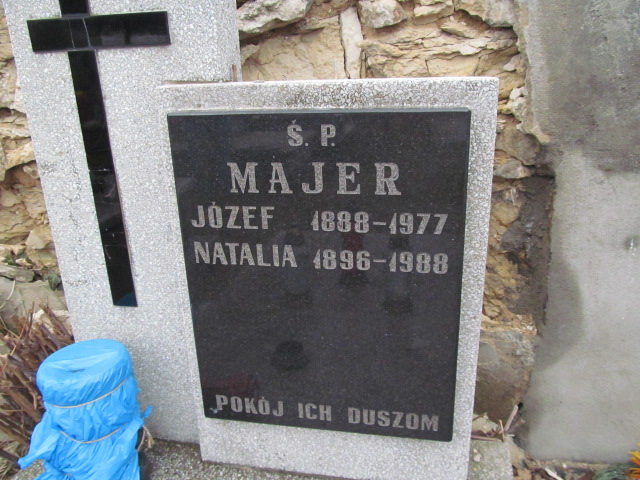 Ś. P.
MAJER
JÓZEF 1888-1977
NATALIA 1896-1988
POKÓJ ICH DUSZOM